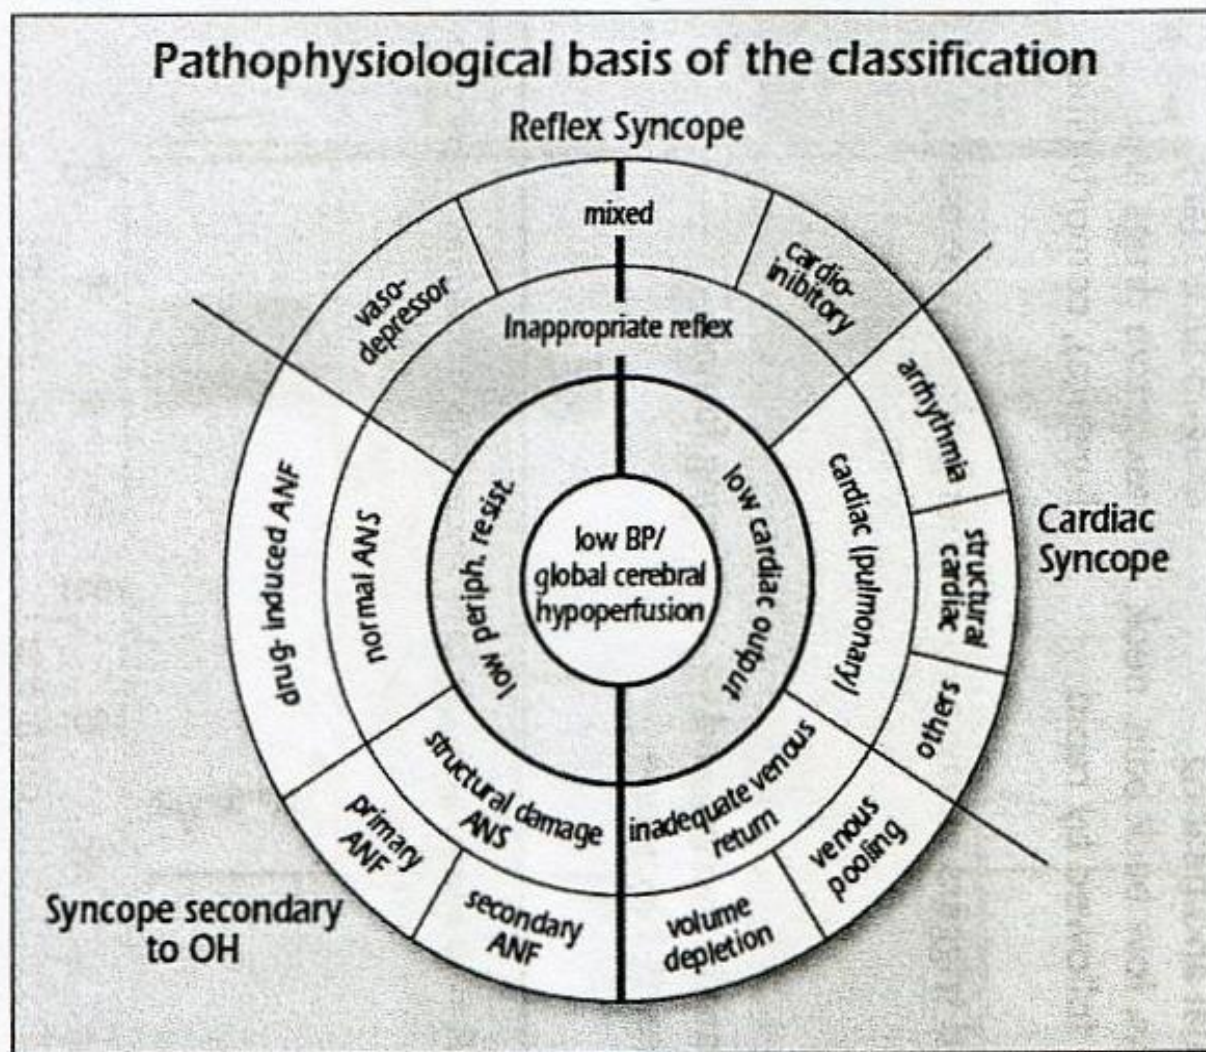 Pathophysiological basis of the classification
Reflex Syncope
mixed
vaso-
depressor
cardio-
inibitory
Inappropriate reflex
arrhythmia
structural
cardiac
others
Cardiac
Syncope
cardiac (pulmonary)
low cardiac output
low periph. resist.
low BP/
global cerebral
hypoperfusion
normal ANS
drug- induced ANF
structural damage
ANS
inadequate venous
return
primary
ANF
secondary
ANF
volume
depletion
venous
pooling
Syncope secondary
to OH